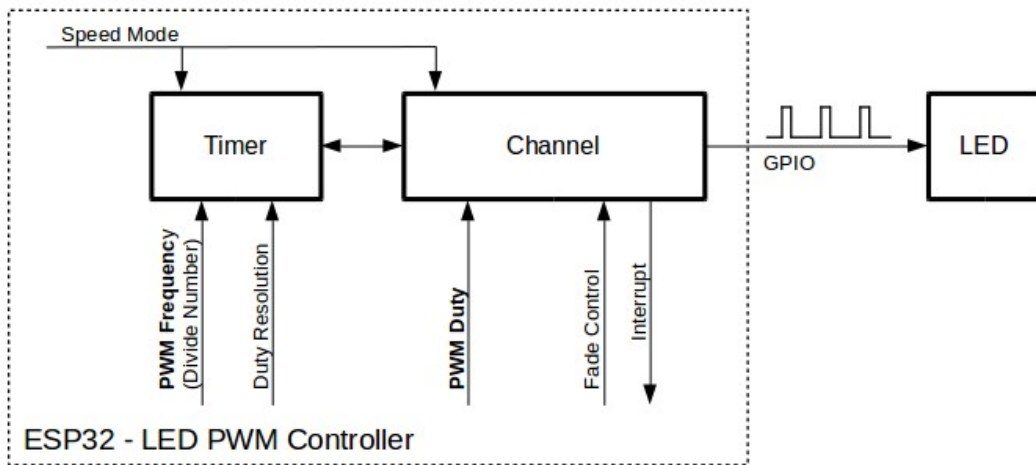 Speed Mode
Timer
Channel
GPIO
LED
PWM Frequency
(Divide Number)
Duty Resolution
PWM Duty
Fade Control
Interrupt
ESP32 - LED PWM Controller